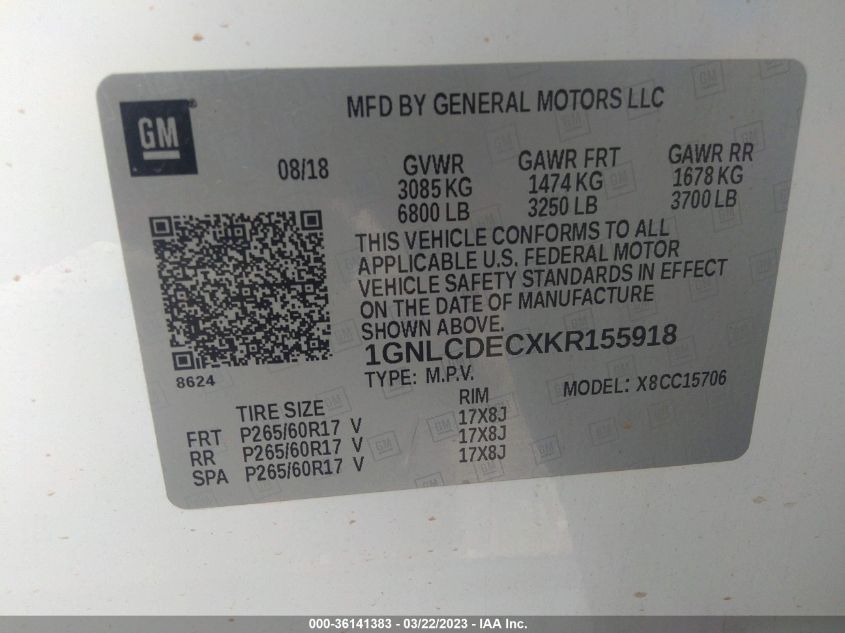 GM ®
MFD BY GENERAL MOTORS LLC
08/18 GVWR GAWR FRT GAWR RR
3085 KG 1474 KG 1678 KG
6800 LB 3250 LB 3700 LB
THIS VEHICLE CONFORMS TO ALL
APPLICABLE U.S. FEDERAL MOTOR
VEHICLE SAFETY STANDARDS IN EFFECT
ON THE DATE OF MANUFACTURE
SHOWN ABOVE.
8624
1GNLCDECXKR155918
TYPE: M.P.V. MODEL: X8CC15706
TIRE SIZE RIM
FRT P265/60R17 V 17X8J
RR P265/60R17 V 17X8J
SPA P265/60R17 V 17X8J
000-36141383 - 03/22/2023 - EDITED.